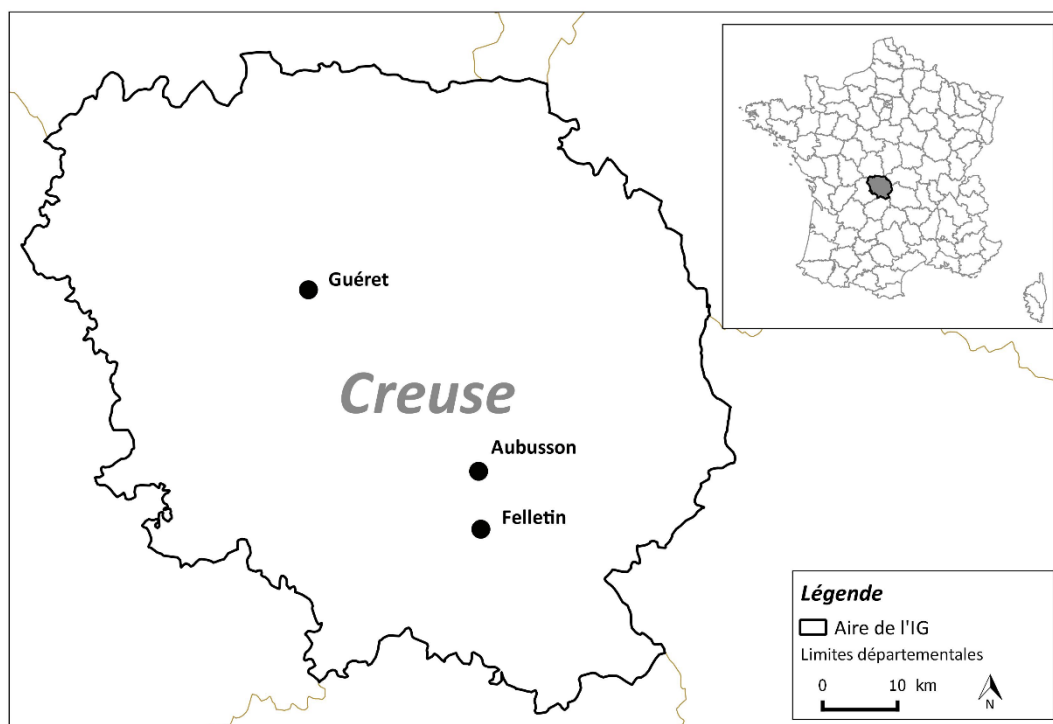 Guéret
Creuse
Aubusson
Felletin
Légende
Aire de l'IG
Limites départementales
0 10 km
N